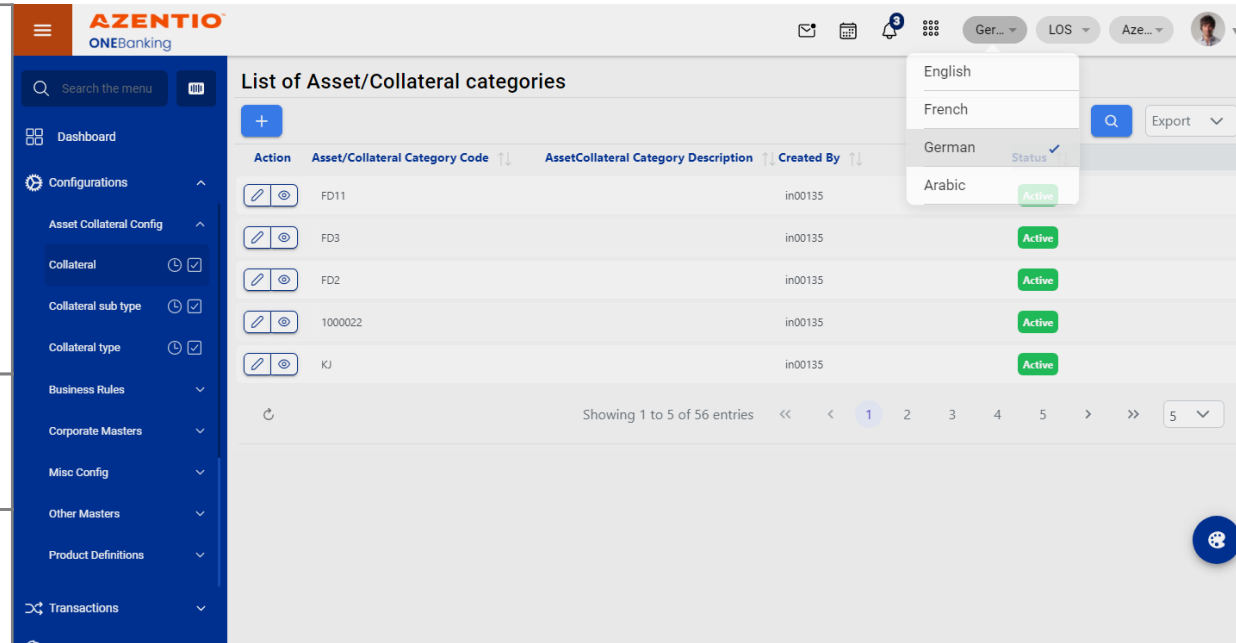 AZENTIO
ONEBanking
3
Ger...
LOS
Aze...
Search the menu
Dashboard
Configurations
Asset Collateral Config
Collateral
Collateral sub type
Collateral type
Business Rules
Corporate Masters
Misc Config
Other Masters
Product Definitions
Transactions
List of Asset/Collateral categories
English
French
German
Arabic
+
Export
Action Asset/Collateral Category Code AssetCollateral Category Description Created By Status
FD11 in00135 Active
FD3 in00135 Active
FD2 in00135 Active
1000022 in00135 Active
KJ in00135 Active
Showing 1 to 5 of 56 entries << < 1 2 3 4 5 > >> 5